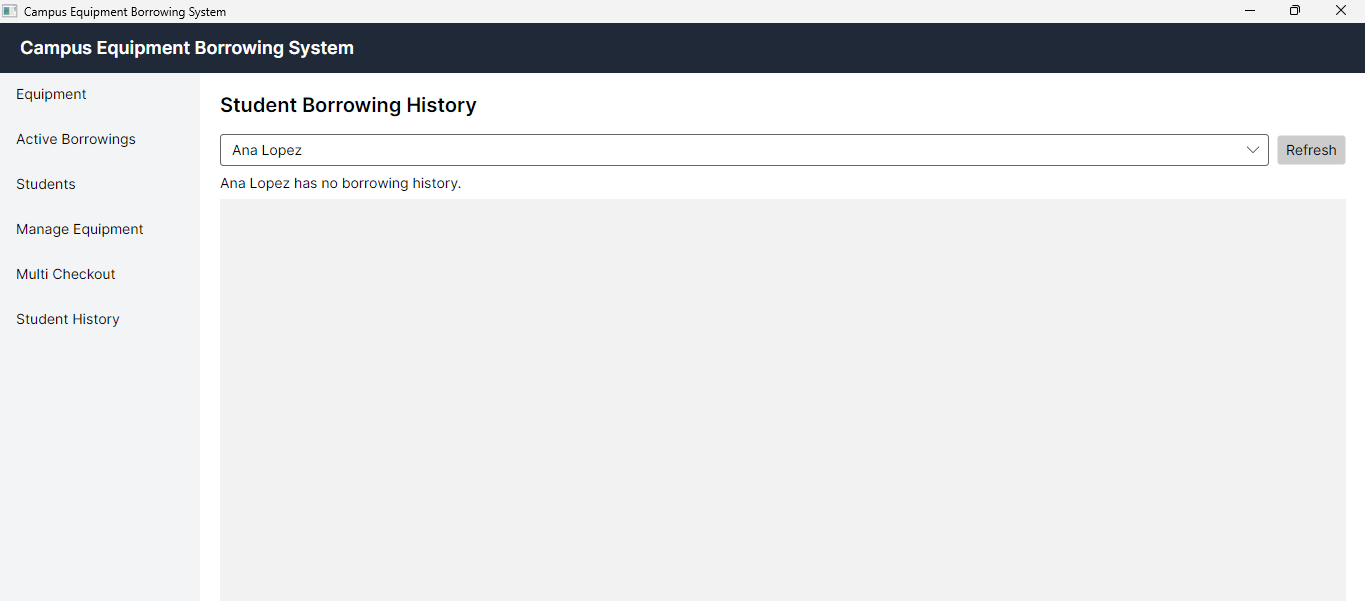 Campus Equipment Borrowing System
Campus Equipment Borrowing System
Equipment
Active Borrowings
Students
Manage Equipment
Multi Checkout
Student History
Student Borrowing History
Ana Lopez
Refresh
Ana Lopez has no borrowing history.